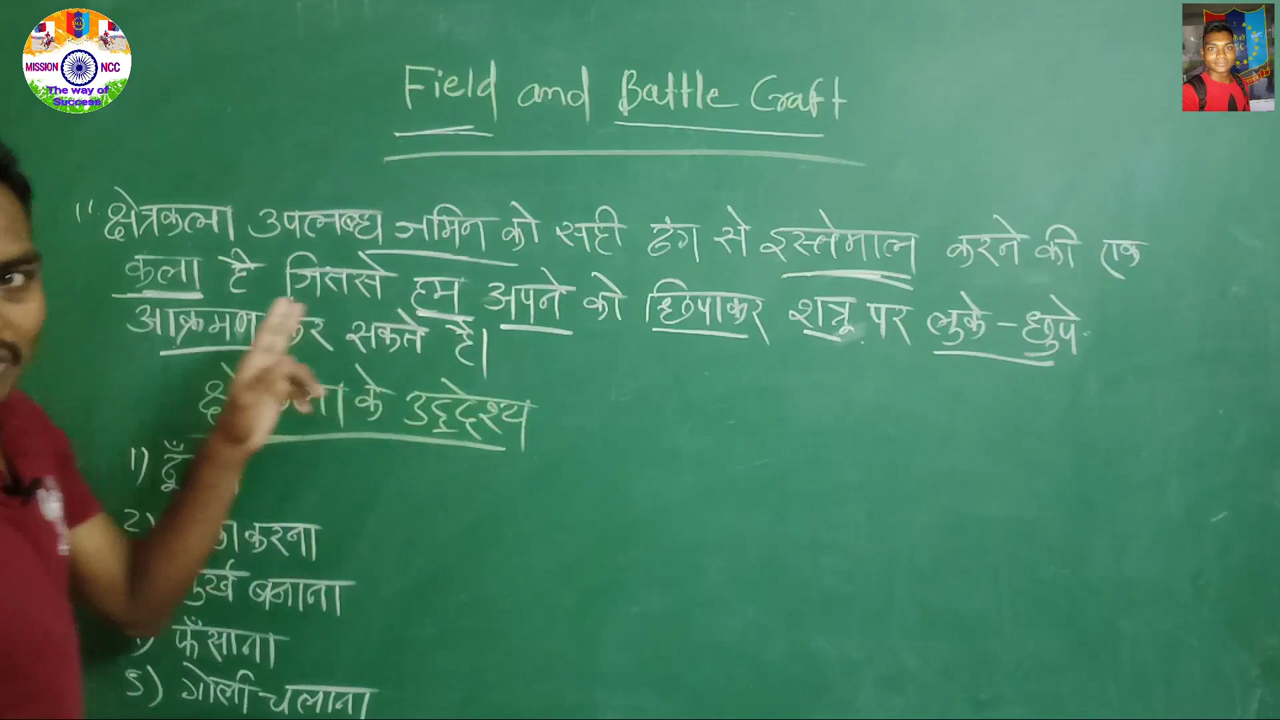 MISSION NCC
The way of
Success
Field and Battle Craft
" क्षेत्रकला उपलब्ध जमिन को सही ढंग से इस्तेमाल करने की एक
कला है जिससे हम अपने को छिपाकर शत्रू पर लुके-छुपे
आक्रमण कर सकते है।
के उद्देश्य
1) ढूँ
2) करना
बनाना
फँसाना
5) गोली चलाना